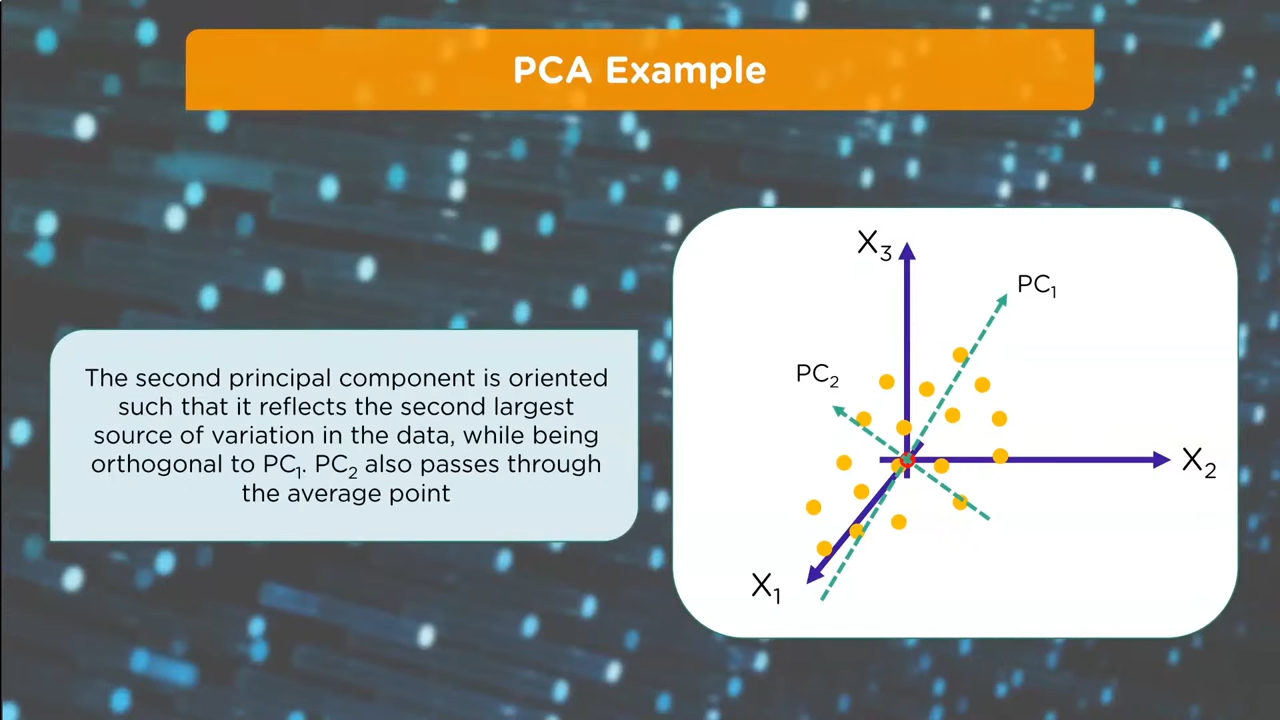 PCA Example
The second principal component is oriented
such that it reflects the second largest
source of variation in the data, while being
orthogonal to PC₁. PC₂ also passes through
the average point
X₃
PC₁
PC₂
X₂
X₁